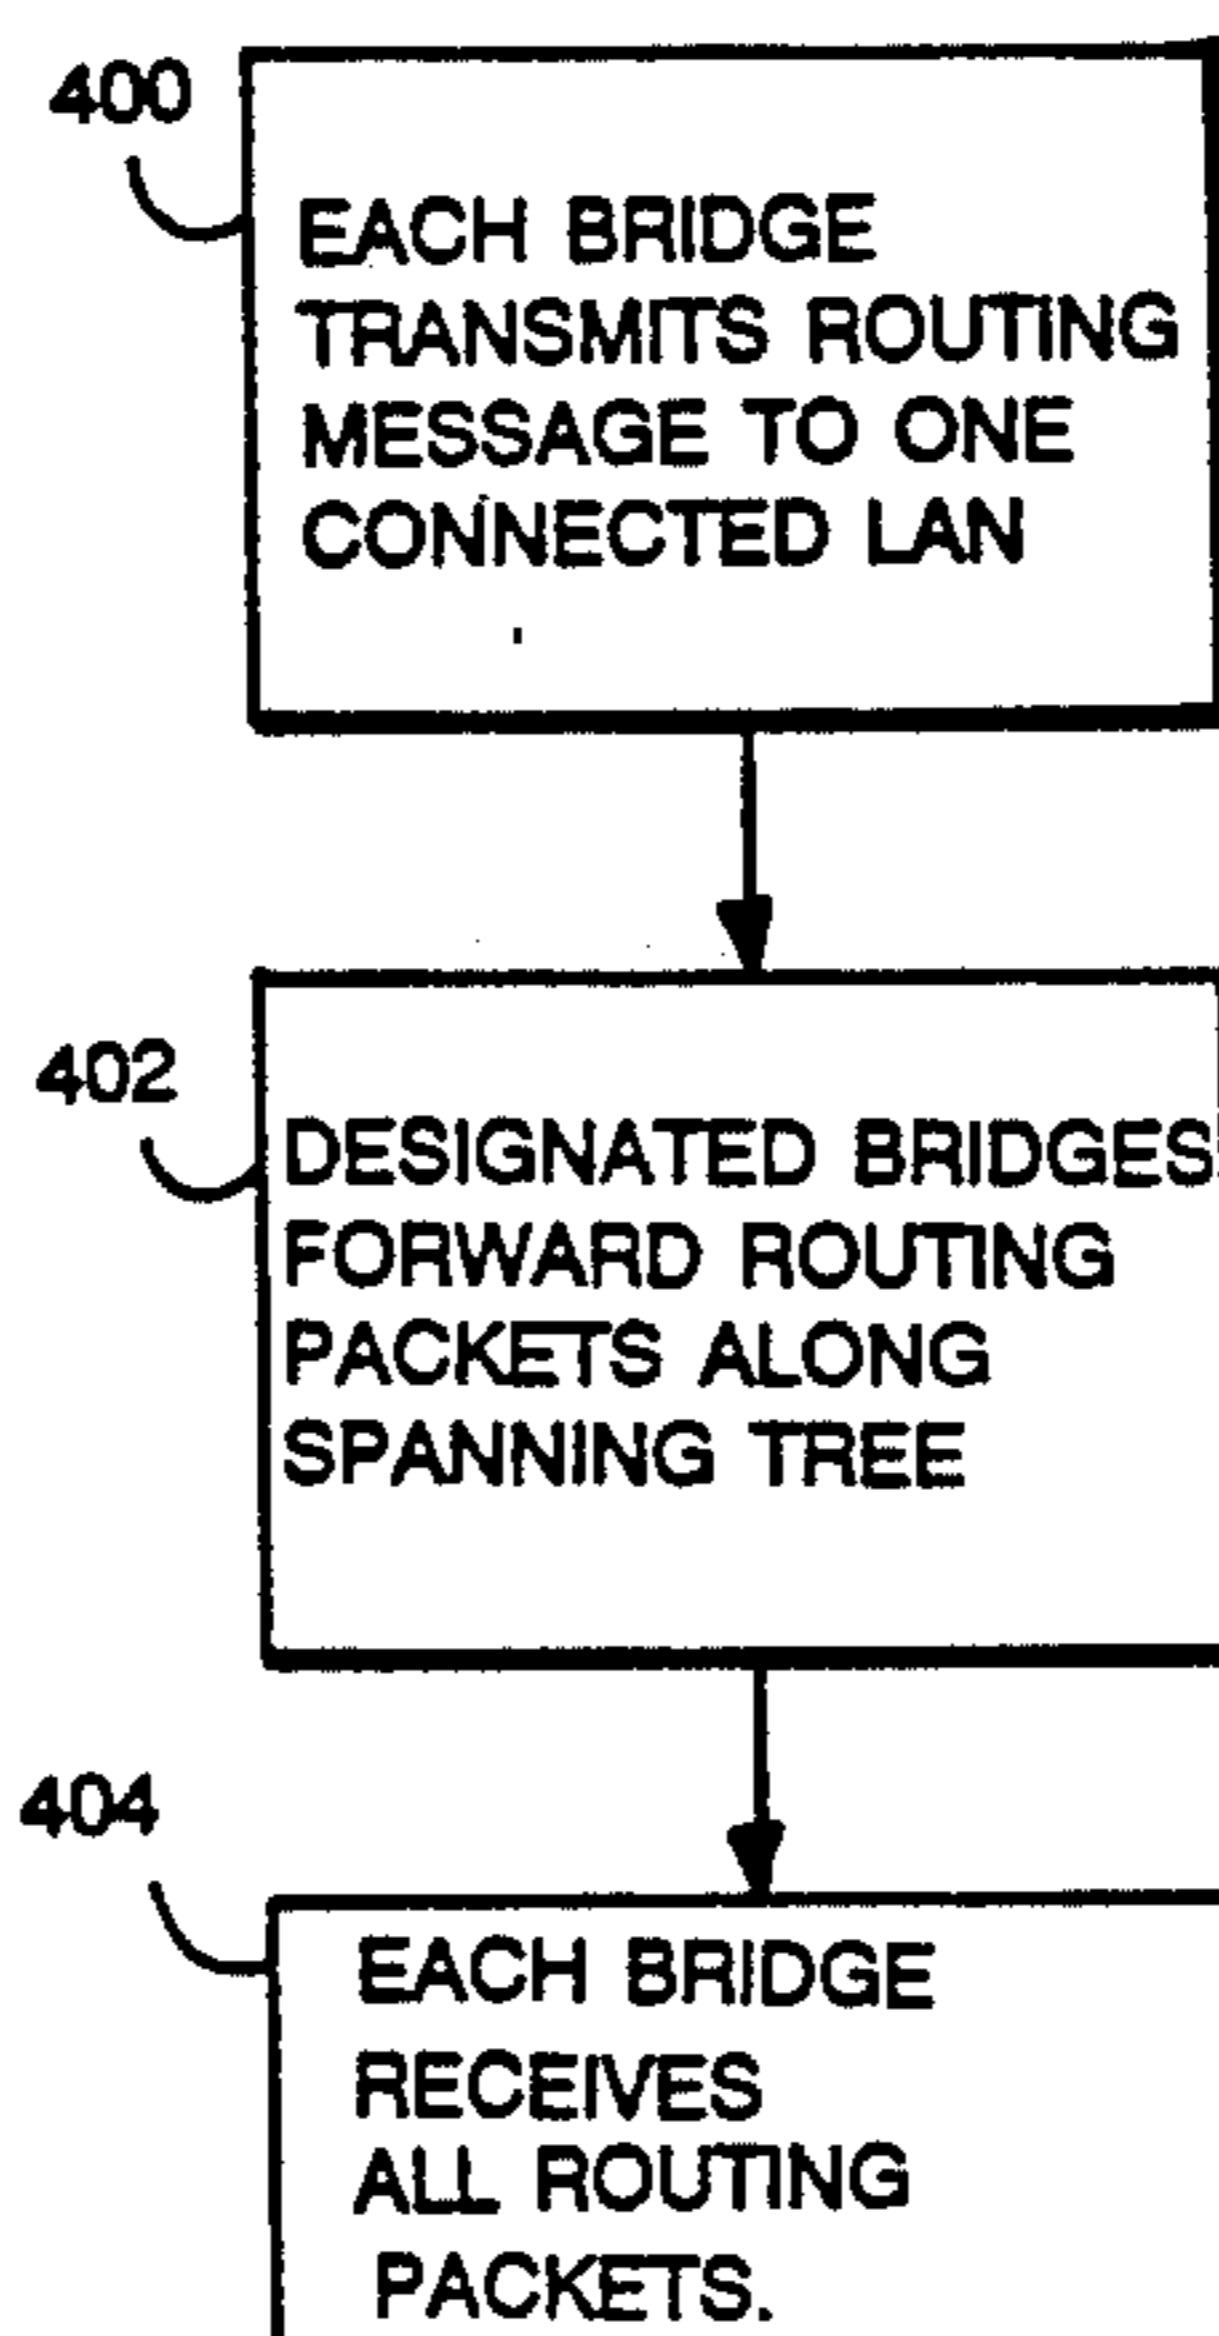 400
EACH BRIDGE
TRANSMITS ROUTING
MESSAGE TO ONE
CONNECTED LAN
402
DESIGNATED BRIDGES
FORWARD ROUTING
PACKETS ALONG
SPANNING TREE
404
EACH BRIDGE
RECEIVES
ALL ROUTING
PACKETS.